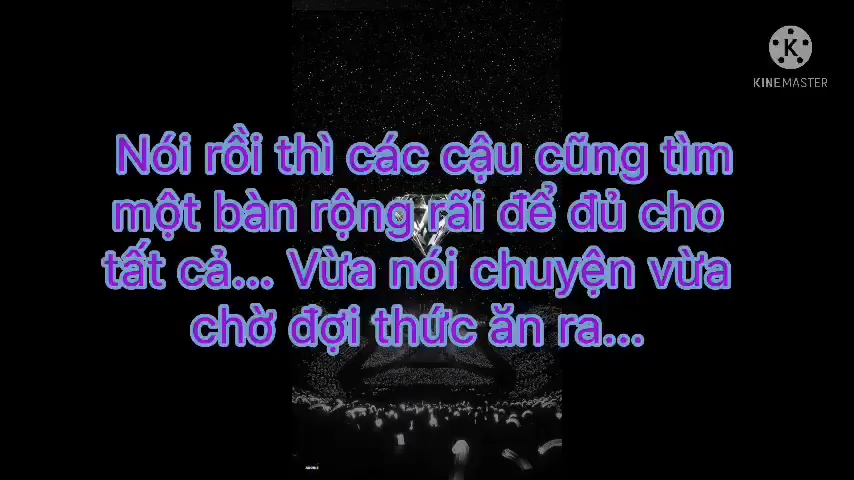 KINEMASTER
Nói rồi thì các cậu cũng tìm
một bàn rộng rãi để đủ cho
tất cả... Vừa nói chuyện vừa
chờ đợi thức ăn ra...